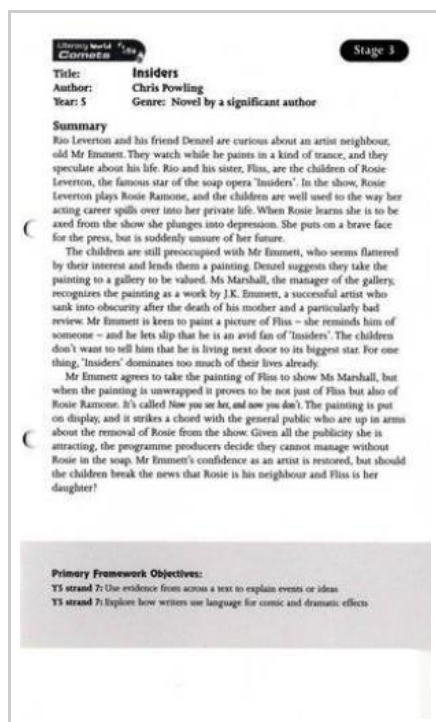 Literacy World
Comets
Stage 3
Title: Insiders
Author: Chris Powling
Year: 5 Genre: Novel by a significant author
Summary
Rio Leverton and his friend Denzel are curious about an artist neighbour,
old Mr Emmett. They watch while he paints in a kind of trance, and they
speculate about his life. Rio and his sister, Fliss, are the children of Rosie
Leverton, the famous star of the soap opera 'Insiders'. In the show, Rosie
Leverton plays Rosie Ramone, and the children are well used to the way her
acting career spills over into her private life. When Rosie learns she is to be
axed from the show she plunges into depression. She puts on a brave face
for the press, but is suddenly unsure of her future.
The children are still preoccupied with Mr Emmett, who seems flattered
by their interest and lends them a painting. Denzel suggests they take the
painting to a gallery to be valued. Ms Marshall, the manager of the gallery,
recognizes the painting as a work by J.K. Emmett, a successful artist who
sank into obscurity after the death of his mother and a particularly bad
review. Mr Emmett is keen to paint a picture of Fliss – she reminds him of
someone – and he lets slip that he is an avid fan of 'Insiders'. The children
don't want to tell him that he is living next door to its biggest star. For one
thing, 'Insiders' dominates too much of their lives already.
Mr Emmett agrees to take the painting of Fliss to show Ms Marshall, but
when the painting is unwrapped it proves to be not just of Fliss but also of
Rosie Ramone. It's called Now you see her, and now you don't. The painting is put
on display, and it strikes a chord with the general public who are up in arms
about the removal of Rosie from the show. Given all the publicity she is
attracting, the programme producers decide they cannot manage without
Rosie in the soap. Mr Emmett's confidence as an artist is restored, but should
the children break the news that Rosie is his neighbour and Fliss is her
daughter?
Primary Framework Objectives:
Y5 strand 7: Use evidence from across a text to explain events or ideas
Y5 strand 7: Explore how writers use language for comic and dramatic effects